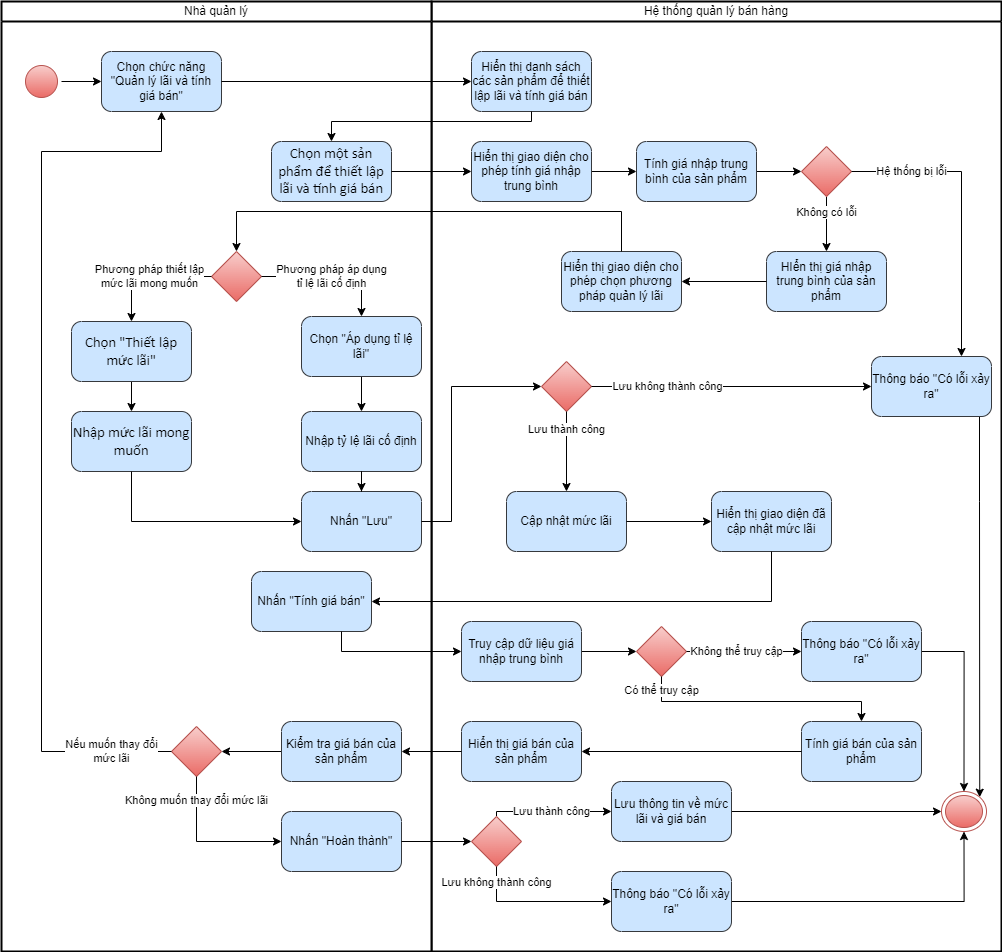 Nhà quản lý
Hệ thống quản lý bán hàng
Chọn chức năng
"Quản lý lãi và tính
giá bán"
Hiển thị danh sách
các sản phẩm để thiết
lập lãi và tính giá bán
Chọn một sản
phẩm để thiết lập
lãi và tính giá bán
Hiển thị giao diện cho
phép tính giá nhập
trung bình
Tính giá nhập trung
bình của sản phẩm
Hệ thống bị lỗi
Không có lỗi
Hiển thị giao diện cho
phép chọn phương
pháp quản lý lãi
HIển thị giá nhập
trung bình của sản
phẩm
Phương pháp thiết lập
mức lãi mong muốn
Phương pháp áp dụng
tỉ lệ lãi cố định
Chọn "Thiết lập
mức lãi"
Chọn "Áp dụng tỉ lệ
lãi"
Lưu không thành công
Thông báo "Có lỗi xảy
ra"
Lưu thành công
Nhập mức lãi mong
muốn
Nhập tỷ lệ lãi cố định
Nhấn "Lưu"
Cập nhật mức lãi
Hiển thị giao diện đã
cập nhật mức lãi
Nhấn "Tính giá bán"
Truy cập dữ liệu giá
nhập trung bình
Không thể truy cập
Thông báo "Có lỗi xảy
ra"
Có thể truy cập
Nếu muốn thay đổi
mức lãi
Kiểm tra giá bán của
sản phẩm
Hiển thị giá bán của
sản phẩm
Tính giá bán của sản
phẩm
Không muốn thay đổi mức lãi
Nhấn "Hoàn thành"
Lưu thành công
Lưu thông tin về mức
lãi và giá bán
Lưu không thành công
Thông báo "Có lỗi xảy
ra"